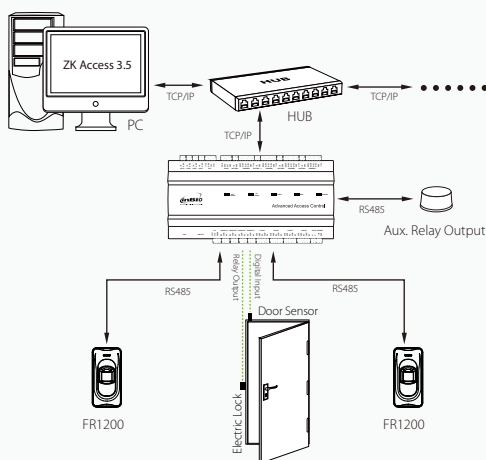 ZK Access 3.5
PC
TCP/IP
HUB
HUB
TCP/IP
TCP/IP
Advanced Access Control
RS485
Aux. Relay Output
RS485
Relay Output
Digital Input
RS485
Door Sensor
Electric Lock
FR1200
FR1200